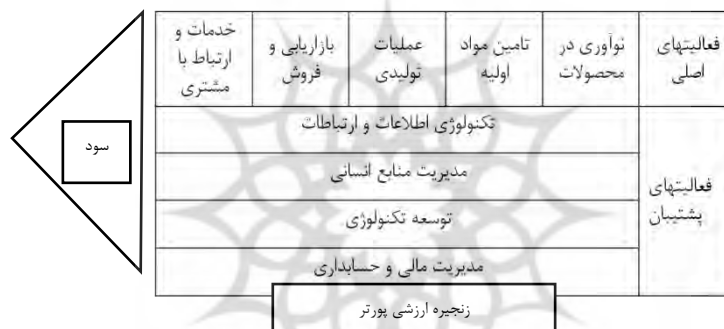 فعالیتهای
اصلی
نوآوری در
محصولات
تامین مواد
اولیه
عملیات
تولیدی
بازاریابی و
فروش
خدمات و
ارتباط با
مشتری
فعالیتهای
پشتیبان
تکنولوژی اطلاعات و ارتباطات
مدیریت منابع انسانی
توسعه تکنولوژی
مدیریت مالی و حسابداری
سود
زنجیره ارزشی پورتر